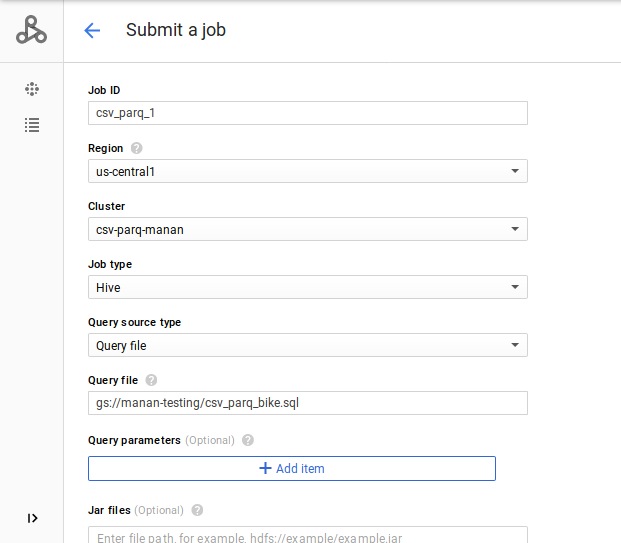 Submit a job
Job ID
csv_parq_1
Region ?
us-central1
Cluster
csv-parq-manan
Job type
Hive
Query source type
Query file
Query file ?
gs://manan-testing/csv_parq_bike.sql
Query parameters (Optional) ?
+ Add item
Jar files (Optional) ?
Enter file path, for example, hdfs://example/example.jar